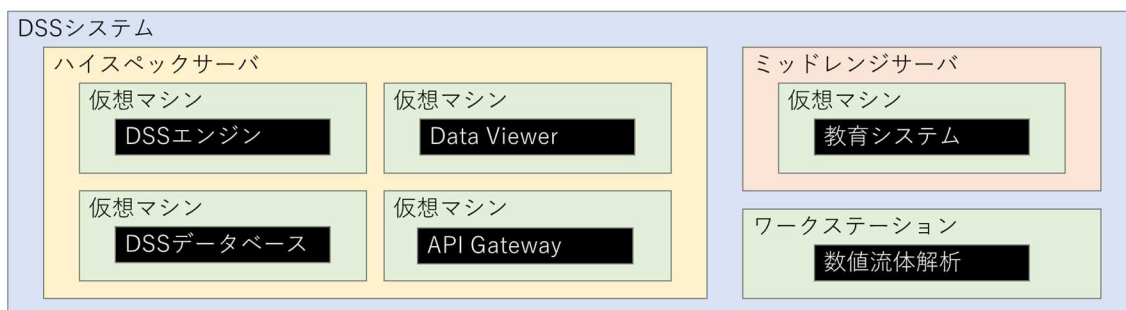 DSSシステム
ハイスペックサーバ
仮想マシン
DSSエンジン
仮想マシン
Data Viewer
仮想マシン
DSSデータベース
仮想マシン
API Gateway
ミッドレンジサーバ
仮想マシン
教育システム
ワークステーション
数値流体解析